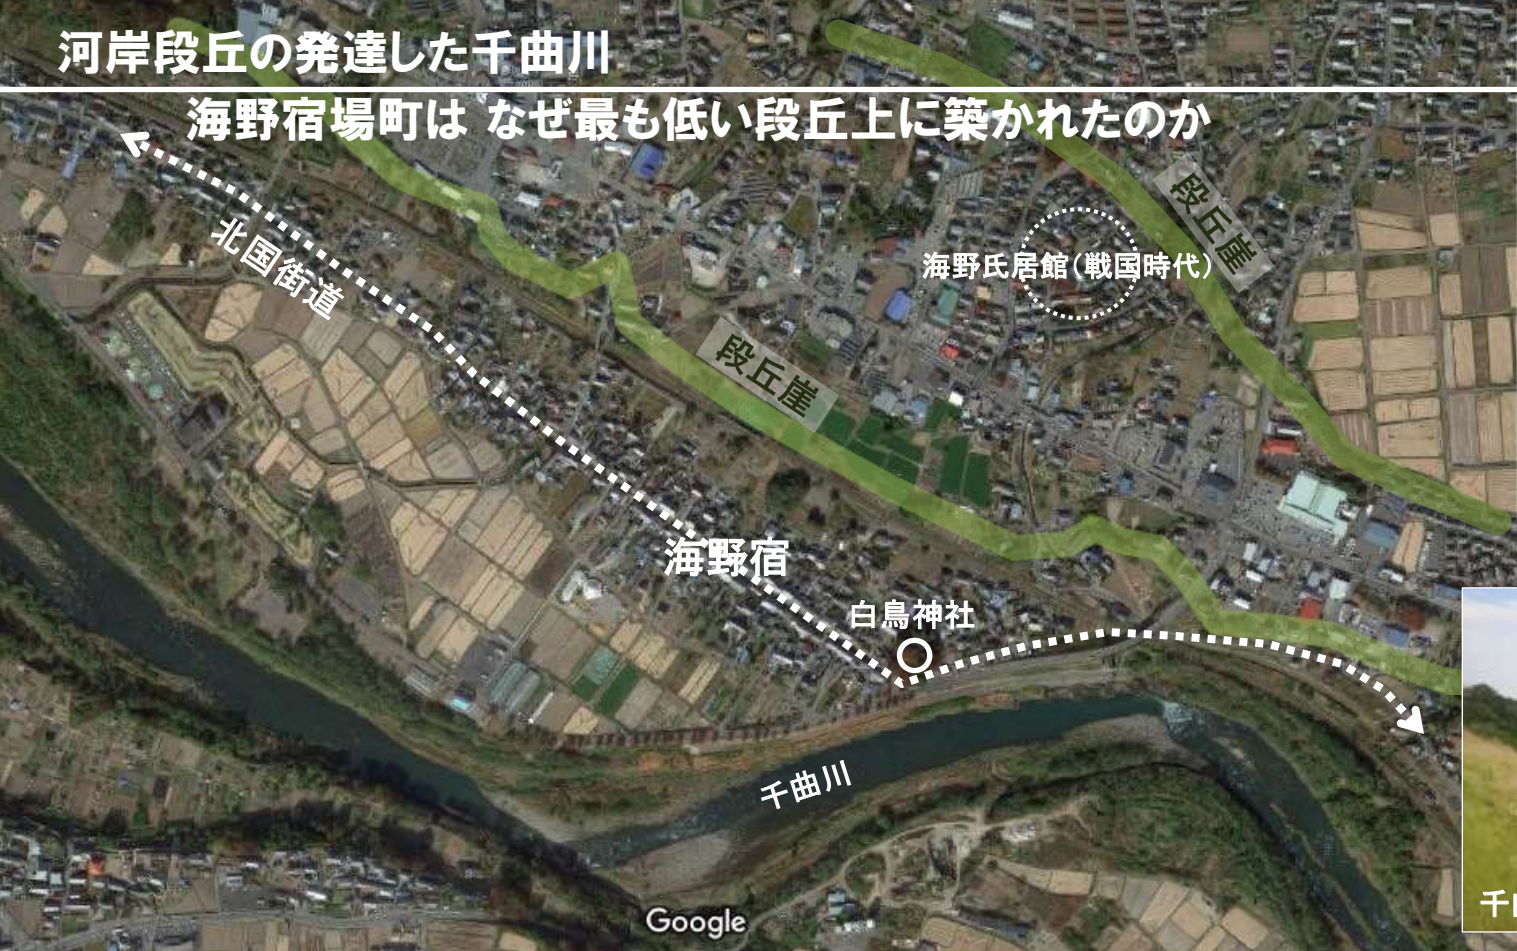 河岸段丘の発達した千曲川
海野宿場町は なぜ最も低い段丘上に築かれたのか
段丘崖
北国街道
海野氏居館(戦国時代)
段丘崖
海野宿
白鳥神社
千曲川
Google
千